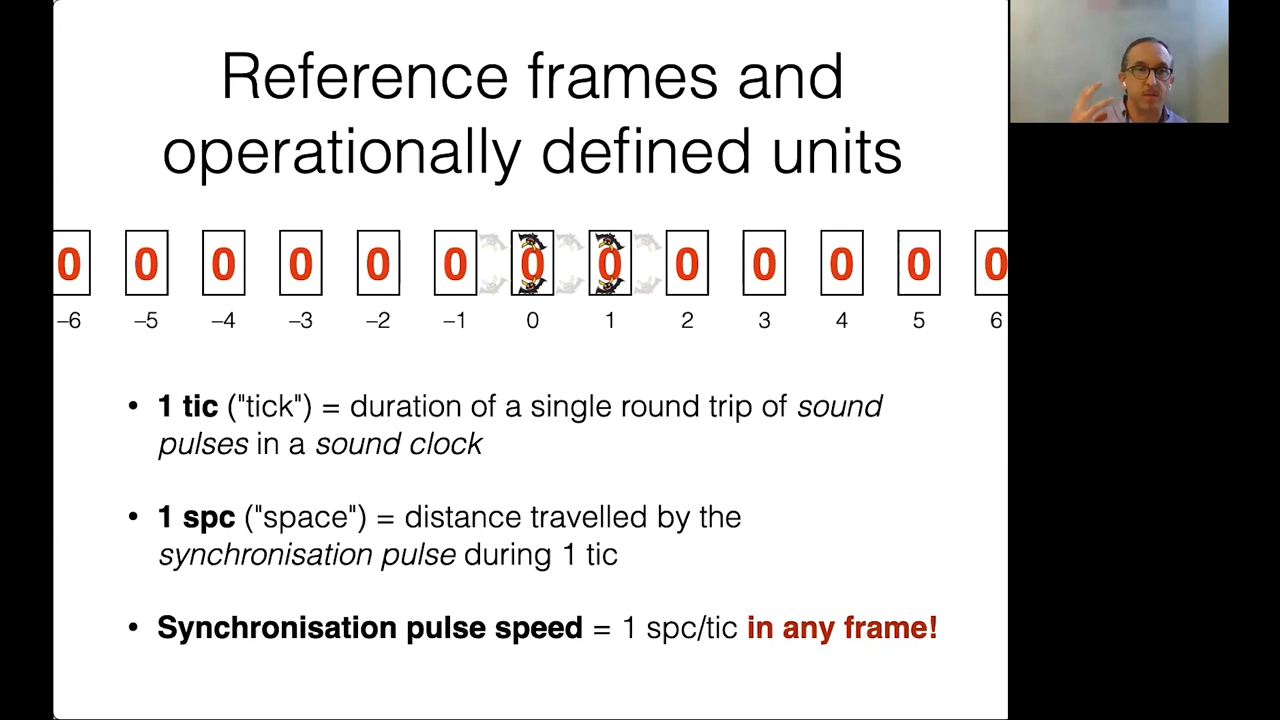 Reference frames and
operationally defined units
0 0 0 0 0 0 0 0 0 0 0 0 0
–6 –5 –4 –3 –2 –1 0 1 2 3 4 5 6
• 1 tic ("tick") = duration of a single round trip of sound
pulses in a sound clock
• 1 spc ("space") = distance travelled by the
synchronisation pulse during 1 tic
• Synchronisation pulse speed = 1 spc/tic in any frame!